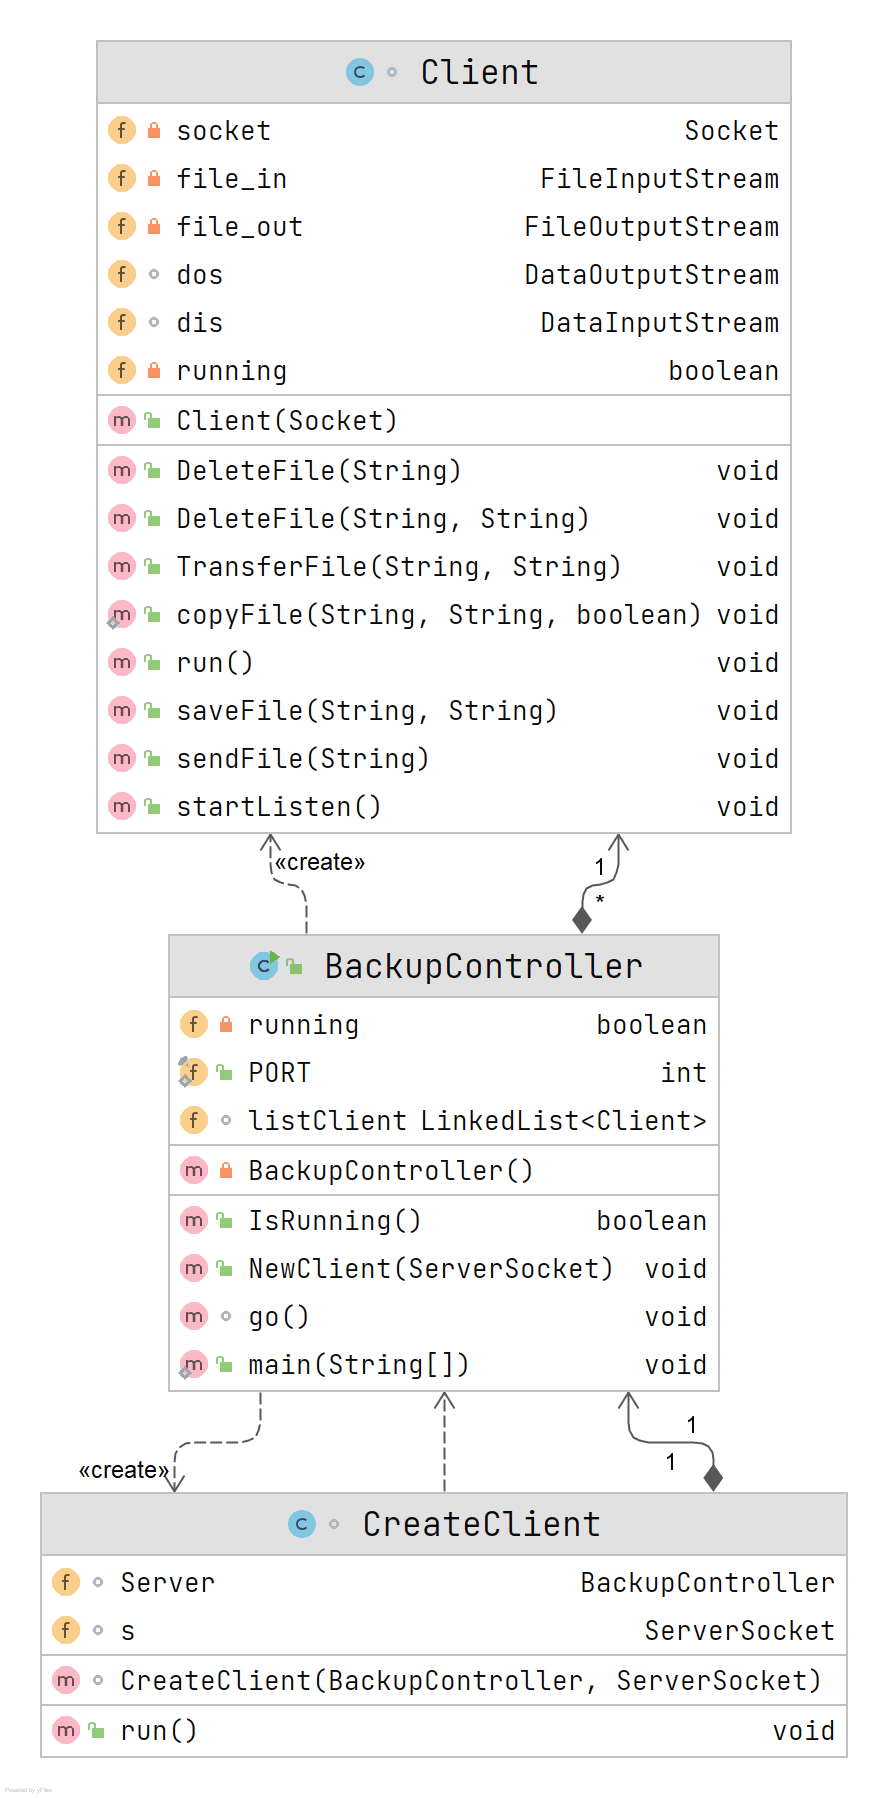 Client
socket Socket
file_in FileInputStream
file_out FileOutputStream
dos DataOutputStream
dis DataInputStream
running boolean
Client(Socket)
DeleteFile(String) void
DeleteFile(String, String) void
TransferFile(String, String) void
copyFile(String, String, boolean) void
run() void
saveFile(String, String) void
sendFile(String) void
startListen() void
«create»
1
*
BackupController
running boolean
PORT int
listClient LinkedList<Client>
BackupController()
IsRunning() boolean
NewClient(ServerSocket) void
go() void
main(String[]) void
1
1
«create»
CreateClient
Server BackupController
s ServerSocket
CreateClient(BackupController, ServerSocket)
run() void
Powered by yFiles